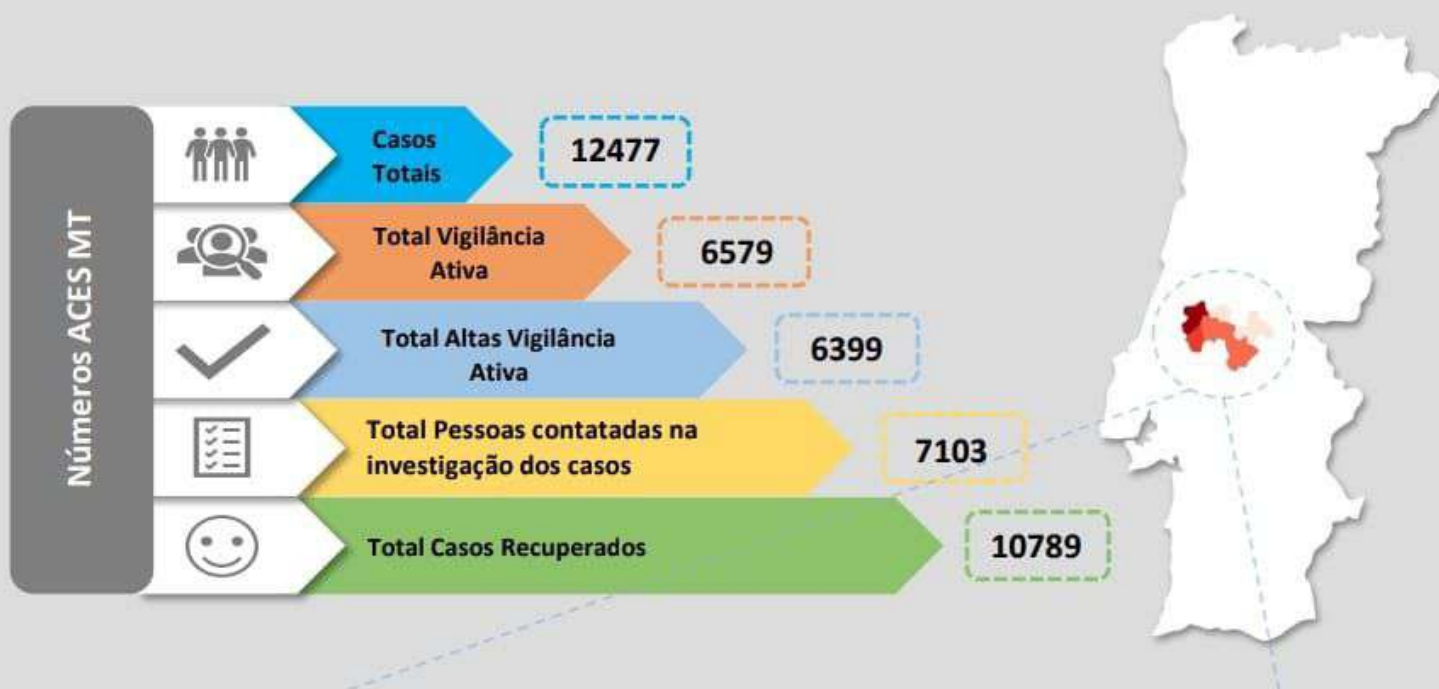 Números ACES MT
Casos
Totais
12477
Total Vigilância
Ativa
6579
Total Altas Vigilância
Ativa
6399
Total Pessoas contatadas na
investigação dos casos
7103
Total Casos Recuperados
10789